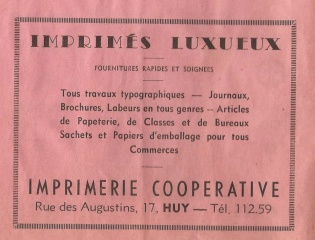 IMPRIMÉS LUXUEUX
FOURNITURES RAPIDES ET SOIGNÉES
Tous travaux typographiques — Journaux,
Brochures, Labeurs en tous genres -- Articles
de Papeterie, de Classes et de Bureaux
Sachets et Papiers d'emballage pour tous
Commerces
IMPRIMERIE COOPERATIVE
Rue des Augustins, 17, HUY — Tél. 112.59